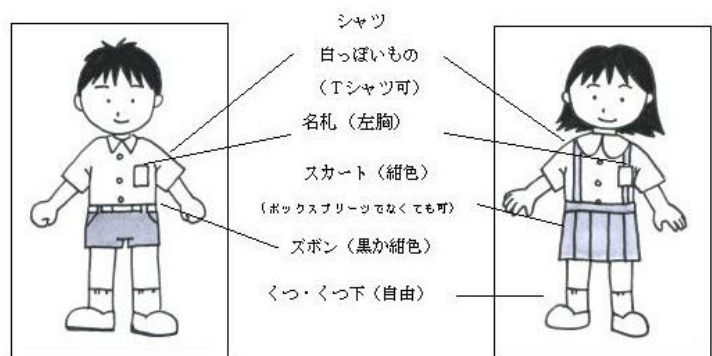 シャツ
白っぽいもの
(Tシャツ可)
名札(左胸)
スカート(紺色)
(ボックスプリーツでなくても可)
ズボン(黒か紺色)
くつ・くつ下(自由)